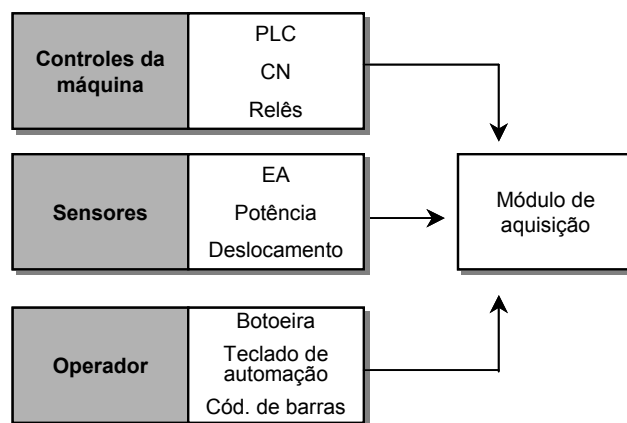 Controles da
máquina
PLC
CN
Relês
Sensores
EA
Potência
Deslocamento
Módulo de
aquisição
Operador
Botoeira
Teclado de
automação
Cód. de barras